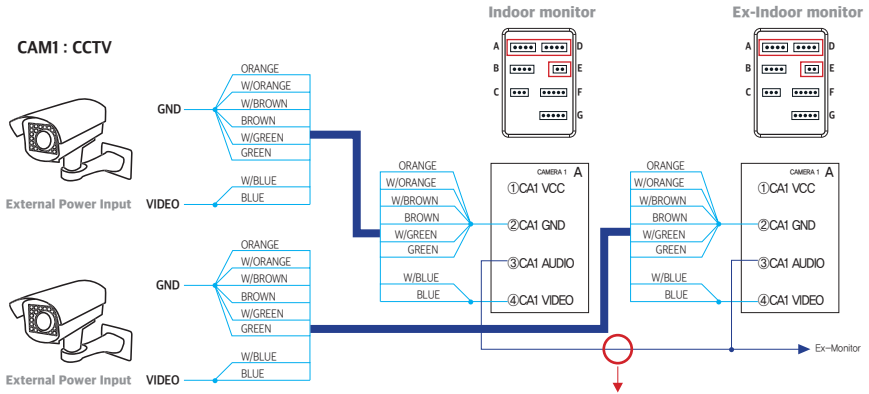 Indoor monitor
Ex-Indoor monitor
CAM1 : CCTV
A
D
B
E
C
F
G
A
D
B
E
C
F
G
ORANGE
W/ORANGE
W/BROWN
GND
BROWN
W/GREEN
GREEN
W/BLUE
External Power Input
VIDEO
BLUE
ORANGE
W/ORANGE
W/BROWN
BROWN
W/GREEN
GREEN
W/BLUE
BLUE
CAMERA 1 A
①CA1 VCC
②CA1 GND
③CA1 AUDIO
④CA1 VIDEO
ORANGE
W/ORANGE
W/BROWN
BROWN
W/GREEN
GREEN
W/BLUE
BLUE
CAMERA 1 A
①CA1 VCC
②CA1 GND
③CA1 AUDIO
④CA1 VIDEO
ORANGE
W/ORANGE
W/BROWN
GND
BROWN
W/GREEN
GREEN
W/BLUE
External Power Input
VIDEO
BLUE
Ex-Monitor